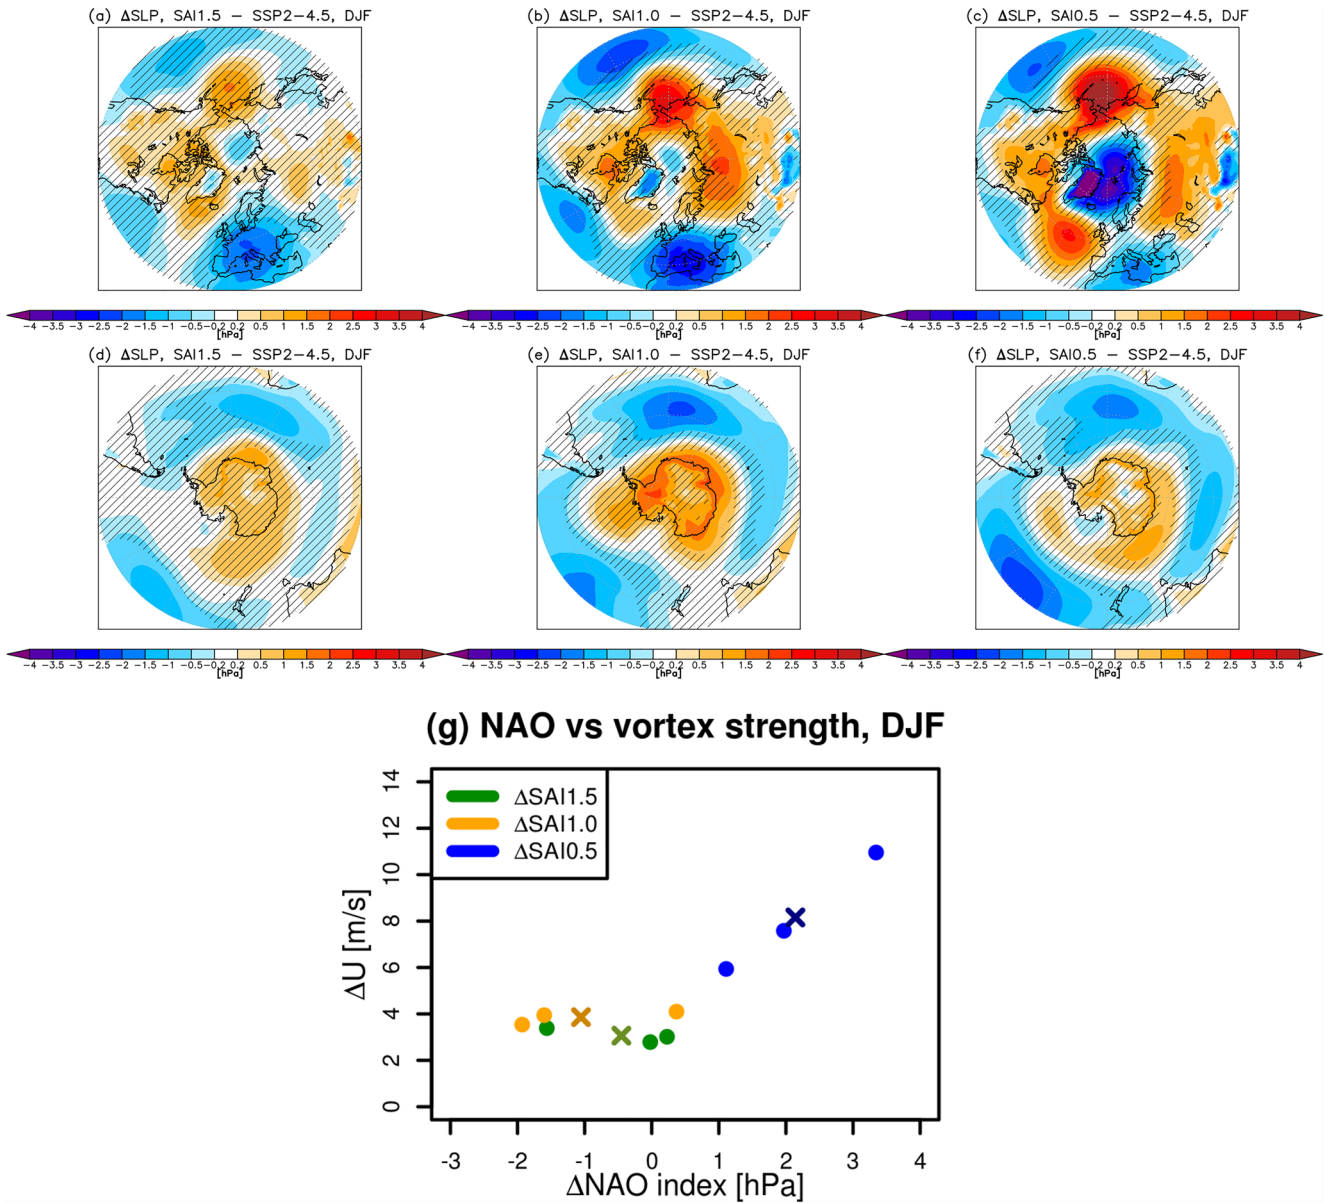 (a) ΔSLP, SAI1.5 − SSP2−4.5, DJF
(b) ΔSLP, SAI1.0 − SSP2−4.5, DJF
(c) ΔSLP, SAI0.5 − SSP2−4.5, DJF
−4 −3.5 −3 −2.5 −2 −1.5 −1 −0.5 −0.2 0.2 0.5 1 1.5 2 2.5 3 3.5 4
[hPa]
−4 −3.5 −3 −2.5 −2 −1.5 −1 −0.5 −0.2 0.2 0.5 1 1.5 2 2.5 3 3.5 4
[hPa]
−4 −3.5 −3 −2.5 −2 −1.5 −1 −0.5 −0.2 0.2 0.5 1 1.5 2 2.5 3 3.5 4
[hPa]
(d) ΔSLP, SAI1.5 − SSP2−4.5, DJF
(e) ΔSLP, SAI1.0 − SSP2−4.5, DJF
(f) ΔSLP, SAI0.5 − SSP2−4.5, DJF
−4 −3.5 −3 −2.5 −2 −1.5 −1 −0.5 −0.2 0.2 0.5 1 1.5 2 2.5 3 3.5 4
[hPa]
−4 −3.5 −3 −2.5 −2 −1.5 −1 −0.5 −0.2 0.2 0.5 1 1.5 2 2.5 3 3.5 4
[hPa]
−4 −3.5 −3 −2.5 −2 −1.5 −1 −0.5 −0.2 0.2 0.5 1 1.5 2 2.5 3 3.5 4
[hPa]
(g) NAO vs vortex strength, DJF
ΔSAI1.5
ΔSAI1.0
ΔSAI0.5
ΔU [m/s]
14
12
10
8
6
4
2
0
-3 -2 -1 0 1 2 3 4
ΔNAO index [hPa]